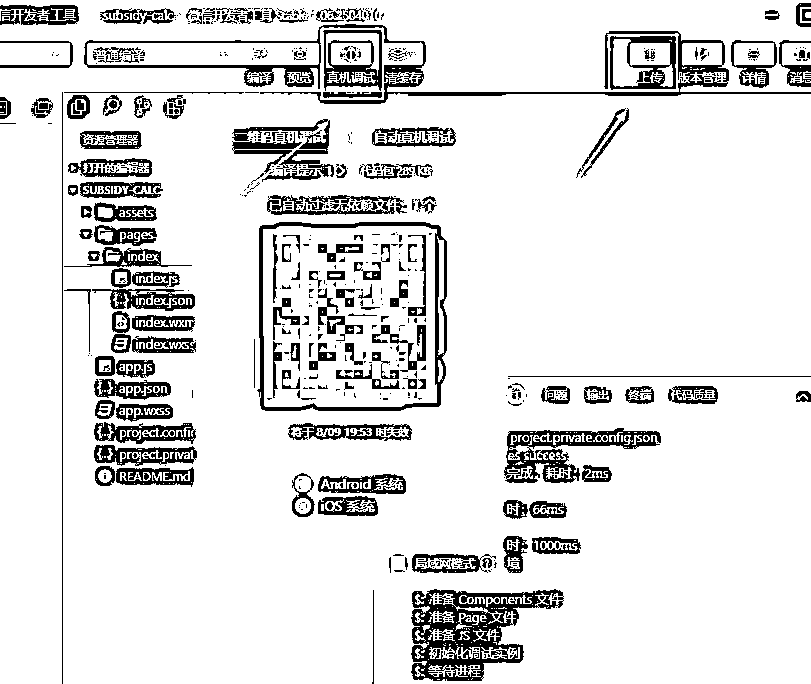 信开发者工具 subsidy-calc - 微信开发者工具 Stable
普通编译
编译 预览 真机调试 清缓存 上传 版本管理 详情 消息
资源管理器
二维码真机调试 自动真机调试
打开的编辑器
编译提示 代码包
SUBSIDY-CALC
已自动过滤无依赖文件:
assets
pages
index
index.js
index.json
index.wxm
index.wxss
app.js
app.json
app.wxss
project.config
project.privat
README.md
将于 8/09 19:53 时失效
Android 系统
iOS 系统
局域网模式
问题 输出 终端 代码质量
project.private.config.json
es success
完成,耗时: 2ms
时: 66ms
时: 1000ms
境
准备 Components 文件
准备 Page 文件
准备 JS 文件
初始化调试实例
等待进程